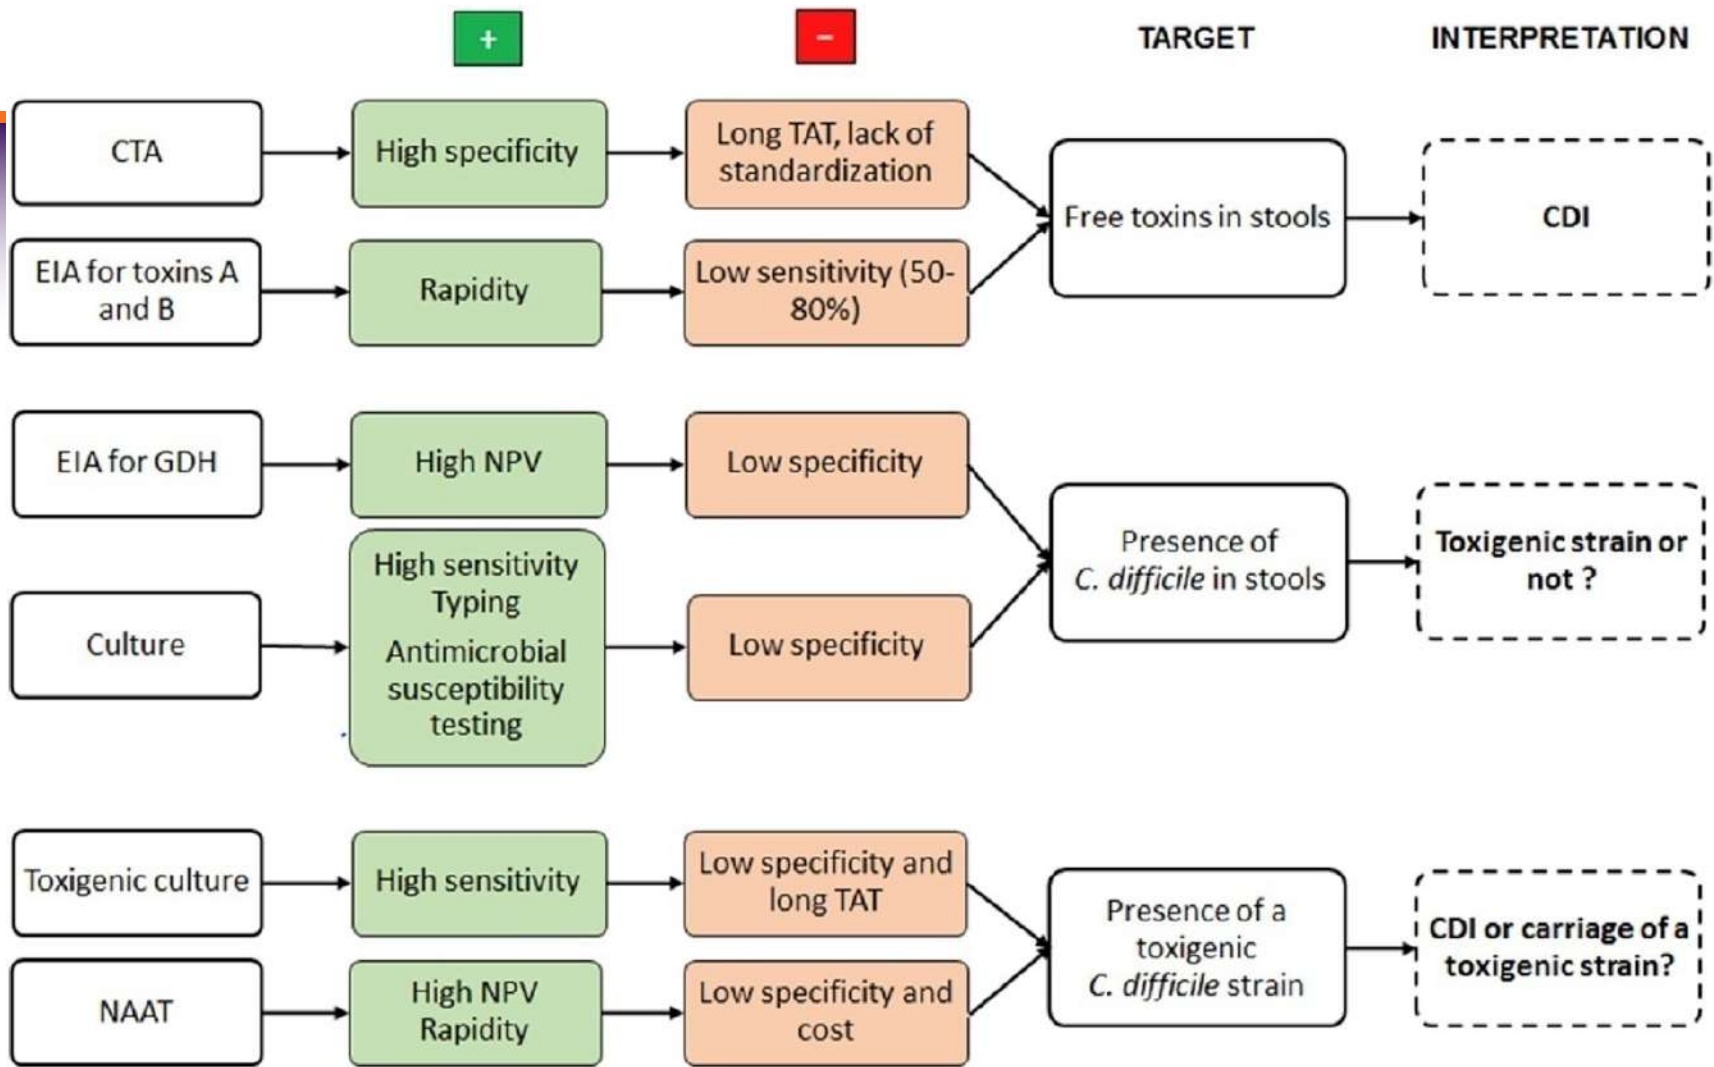 +
−
TARGET
INTERPRETATION
CTA
High specificity
Long TAT, lack of
standardization
Free toxins in stools
CDI
EIA for toxins A
and B
Rapidity
Low sensitivity (50-
80%)
EIA for GDH
High NPV
Low specificity
Presence of
C. difficile in stools
Toxigenic strain or
not ?
Culture
High sensitivity
Typing
Antimicrobial
susceptibility
testing
Low specificity
Toxigenic culture
High sensitivity
Low specificity and
long TAT
Presence of a
toxigenic
C. difficile strain
CDI or carriage of a
toxigenic strain?
NAAT
High NPV
Rapidity
Low specificity and
cost